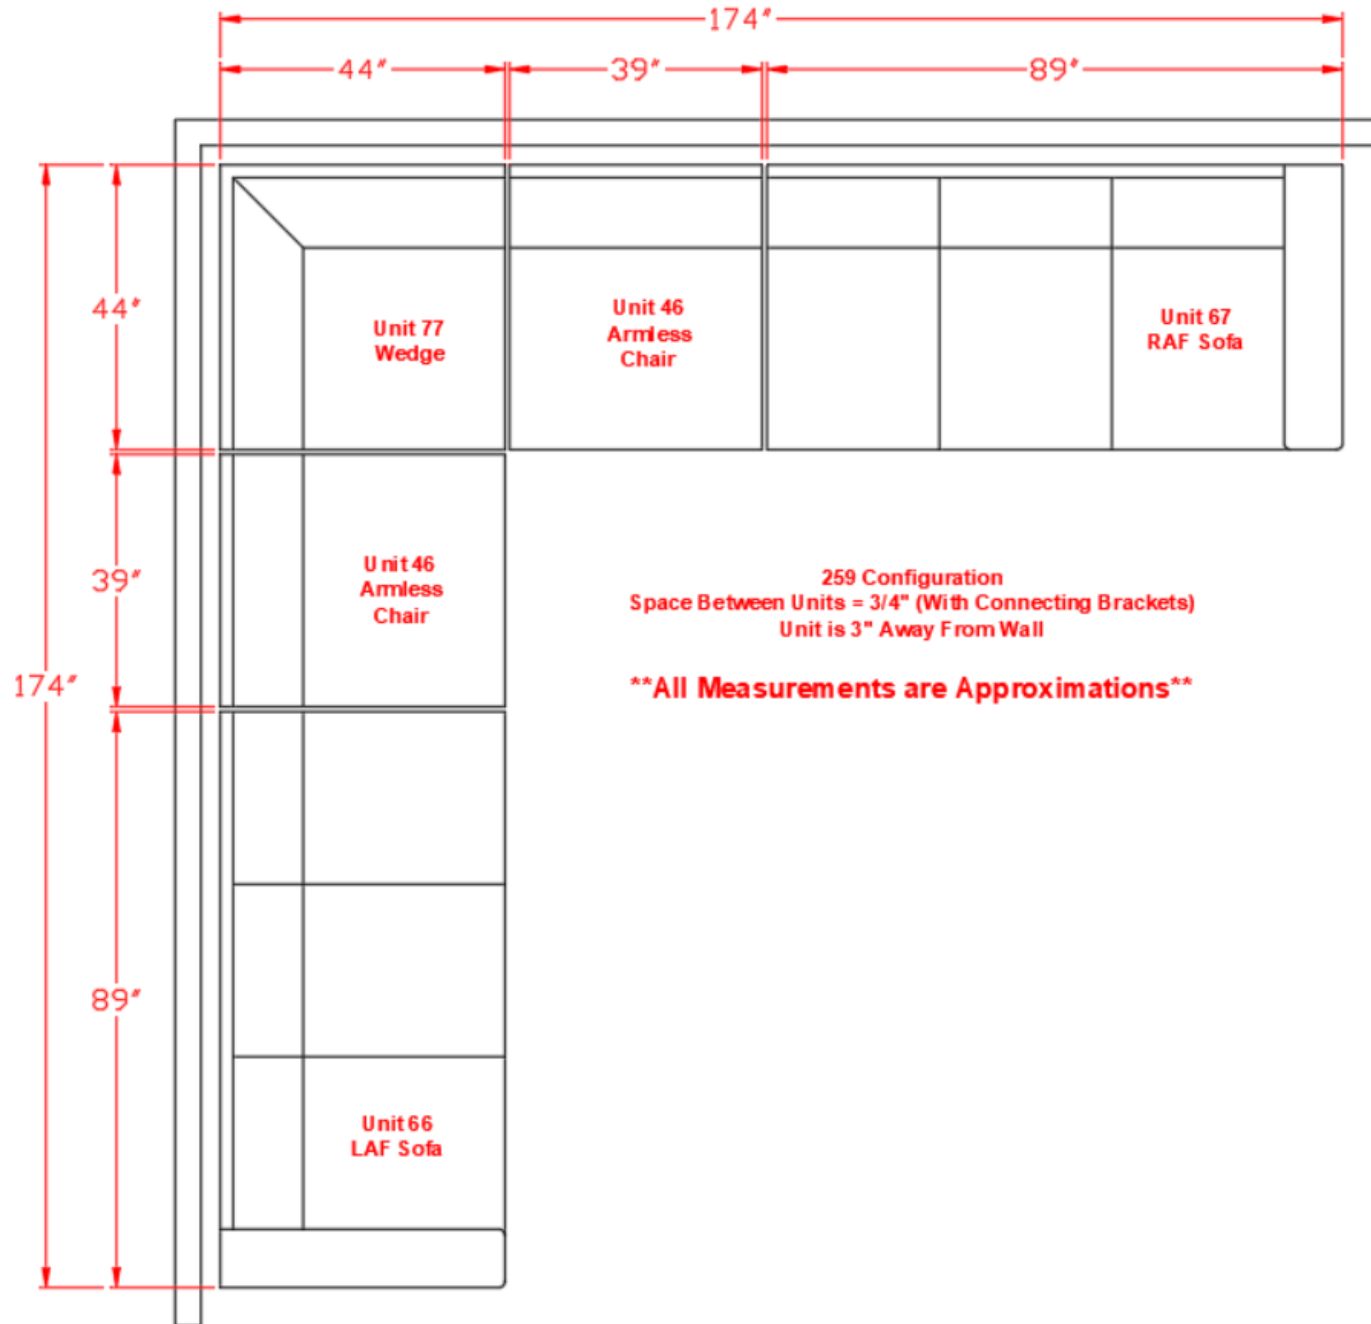 174"
44"
39"
89"
44"
Unit 77
Wedge
Unit 46
Armless
Chair
Unit 67
RAF Sofa
39"
Unit 46
Armless
Chair
259 Configuration
Space Between Units = 3/4" (With Connecting Brackets)
Unit is 3" Away From Wall
174"
**All Measurements are Approximations**
89"
Unit 66
LAF Sofa